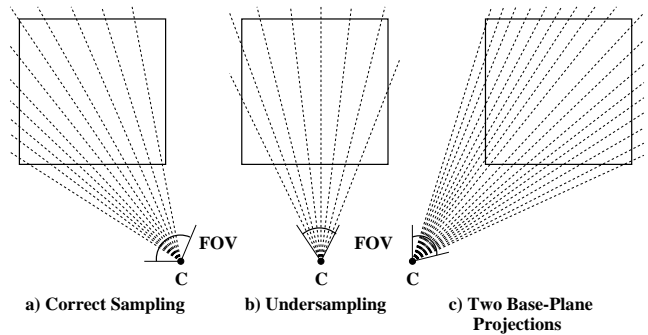 FOV
C
a) Correct Sampling
FOV
C
b) Undersampling
C
c) Two Base-Plane
Projections